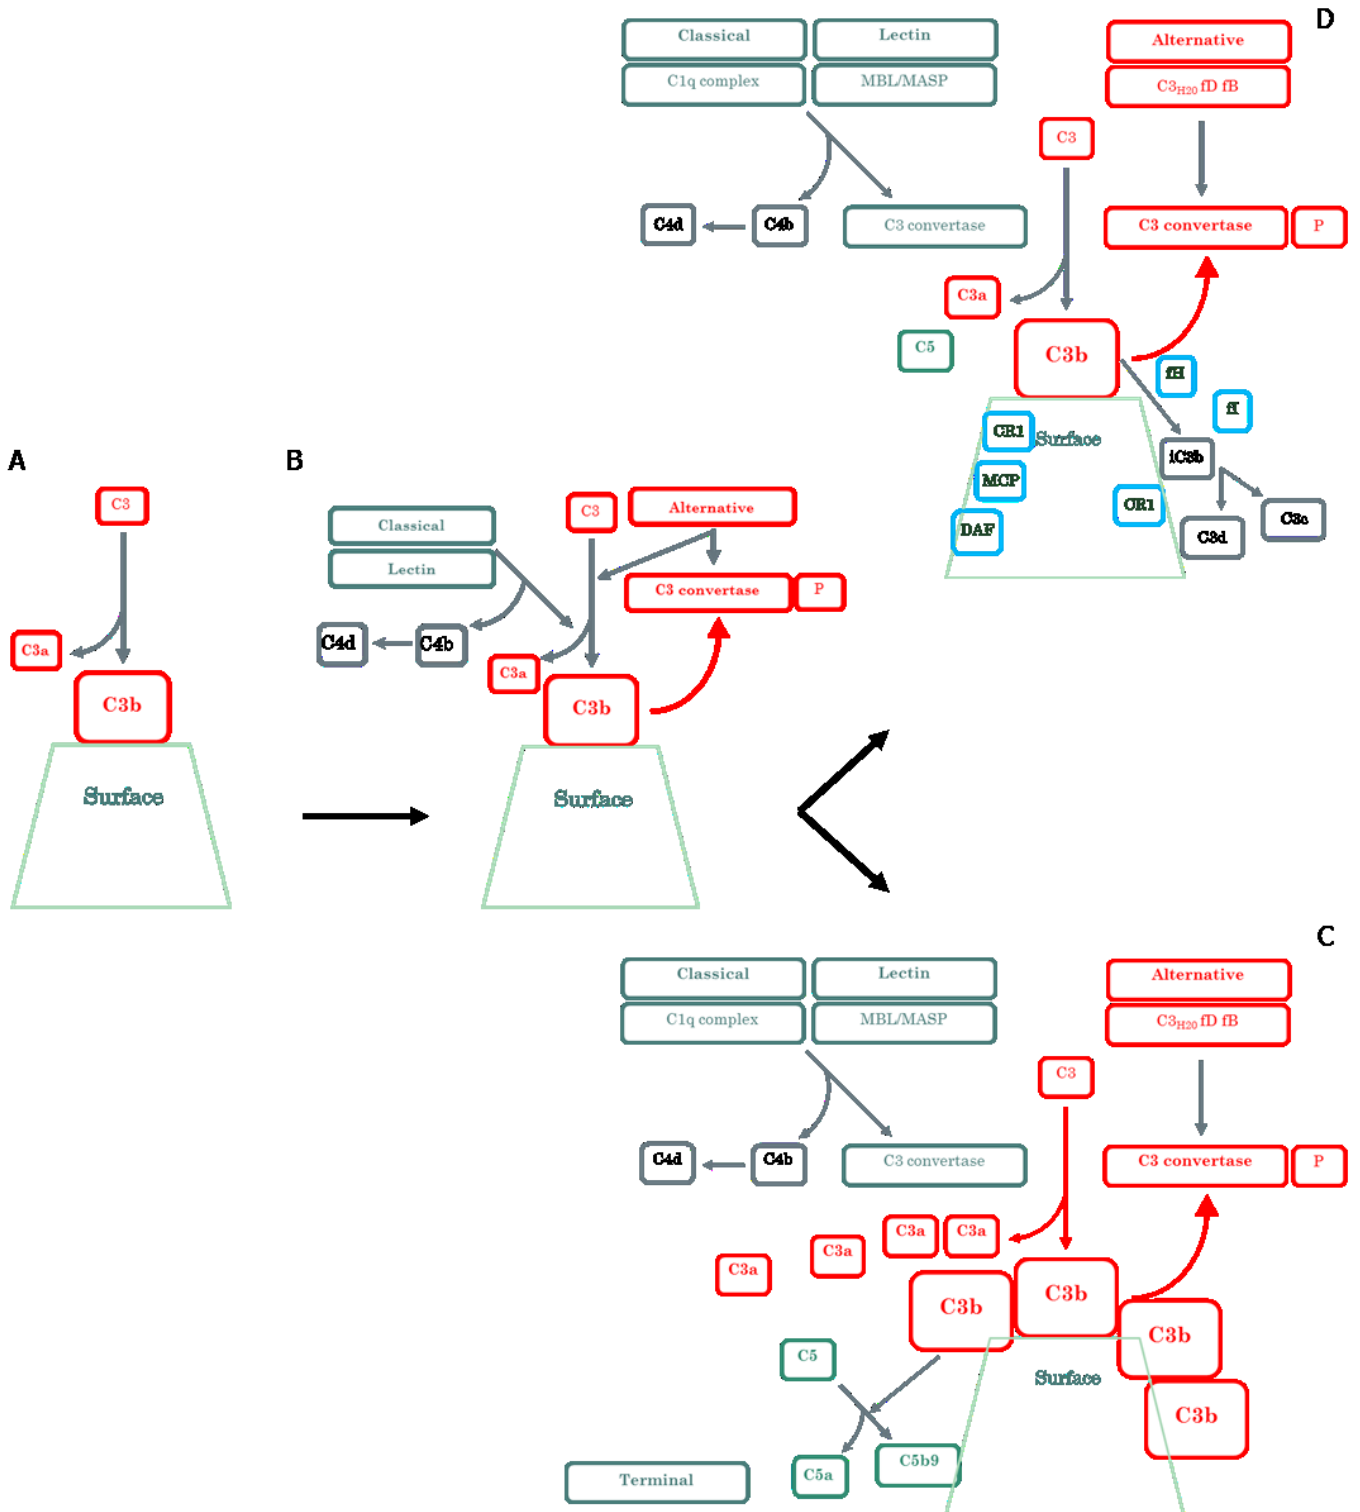 A
C3
C3a
C3b
Surface
B
Classical
Lectin
C3
Alternative
C3 convertase
P
C4d
C4b
C3a
C3b
Surface
D
Classical
Lectin
Alternative
C1q complex
MBL/MASP
C3H20 fD fB
C3
C4d
C4b
C3 convertase
C3 convertase
P
C3a
C5
C3b
fH
fI
CR1
Surface
iC3b
MCP
CR1
DAF
C3d
C3c
C
Classical
Lectin
Alternative
C1q complex
MBL/MASP
C3H20 fD fB
C3
C4d
C4b
C3 convertase
C3 convertase
P
C3a
C3a
C3a
C3a
C3b
C3b
C3b
C3b
C5
Surface
C5b9
C5a
Terminal